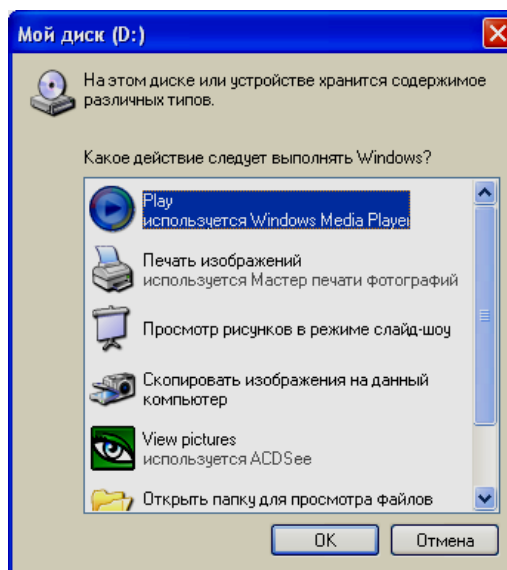 Мой диск (D:)
На этом диске или устройстве хранится содержимое
различных типов.
Какое действие следует выполнять Windows?
Play
используется Windows Media Player
Печать изображений
используется Мастер печати фотографий
Просмотр рисунков в режиме слайд-шоу
Скопировать изображения на данный
компьютер
View pictures
используется ACDSee
Открыть папку для просмотра файлов
OK
Отмена